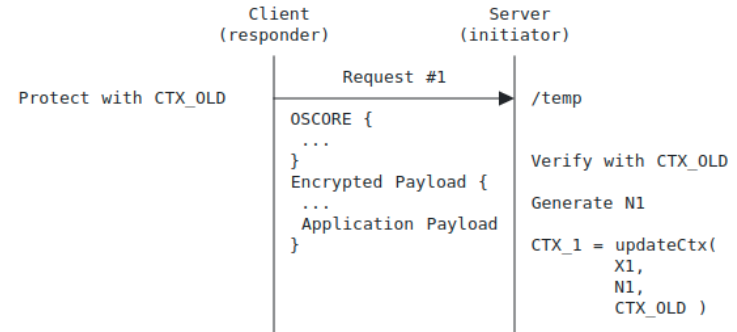 Client
(responder)
Server
(initiator)
Request #1
Protect with CTX_OLD
/temp
OSCORE {
...
}
Encrypted Payload {
...
Application Payload
}
Verify with CTX_OLD
Generate N1
CTX_1 = updateCtx(
X1,
N1,
CTX_OLD )